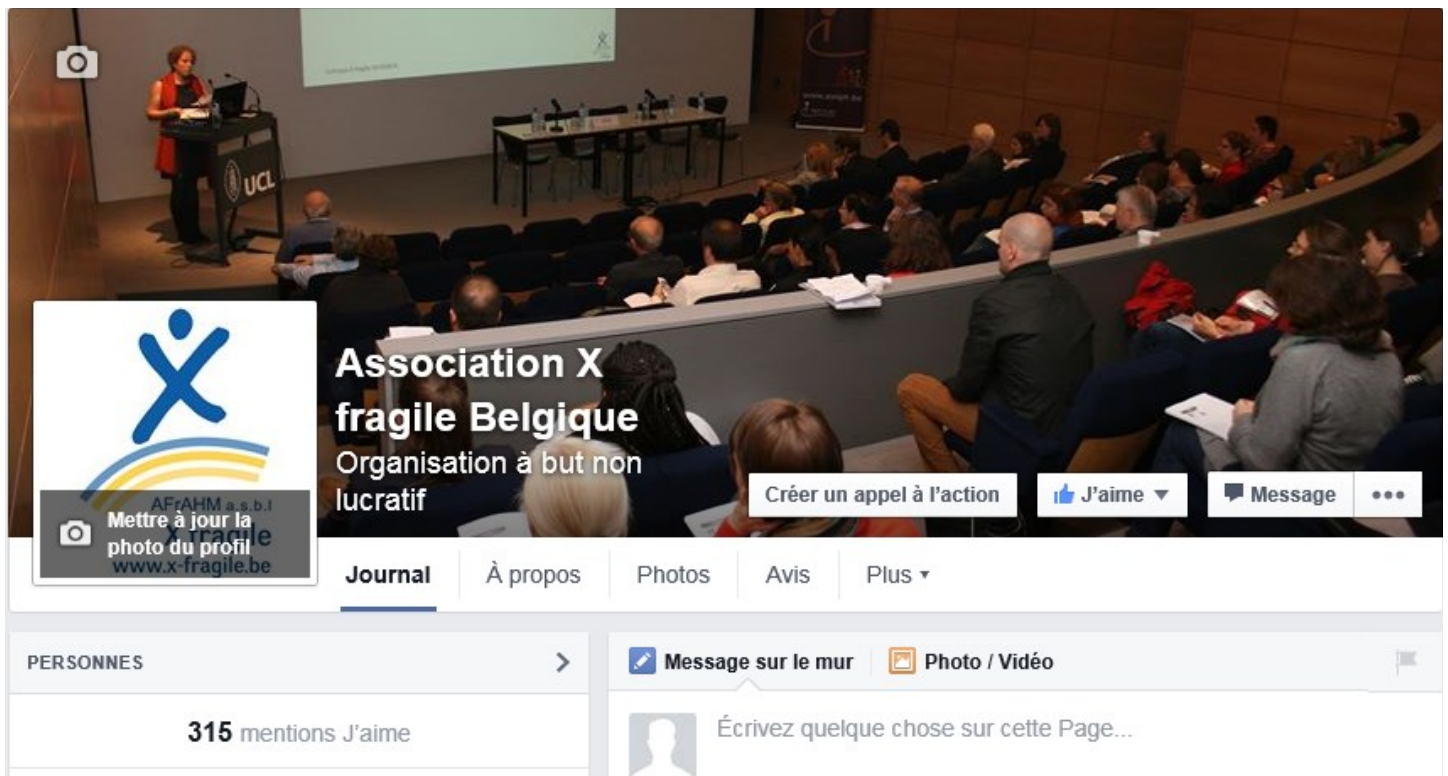 UCL
Association X
fragile Belgique
Organisation à but non
lucratif
AFrAHM a.s.b.l
X fragile
www.x-fragile.be
Mettre à jour la
photo du profil
Créer un appel à l'action
J'aime
Message
Journal
À propos
Photos
Avis
Plus
PERSONNES
315 mentions J'aime
Message sur le mur
Photo / Vidéo
Écrivez quelque chose sur cette Page...